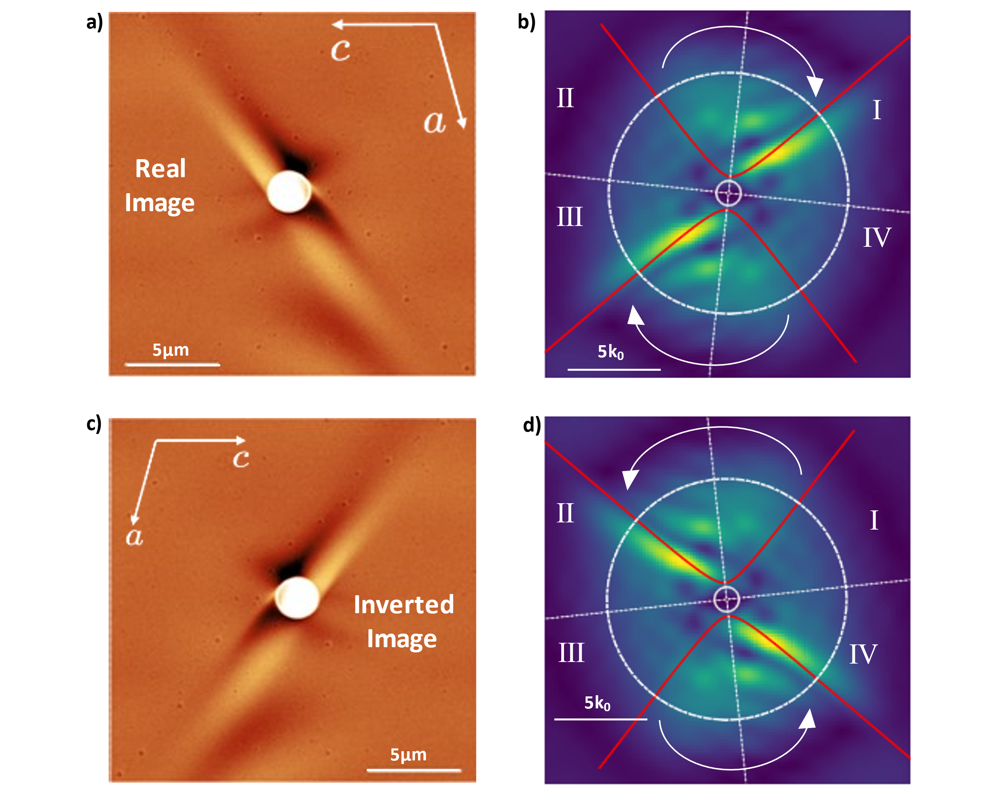 a)
c
a
Real
Image
5μm
b)
II
I
III
IV
5k₀
c)
c
a
Inverted
Image
5μm
d)
II
I
III
IV
5k₀